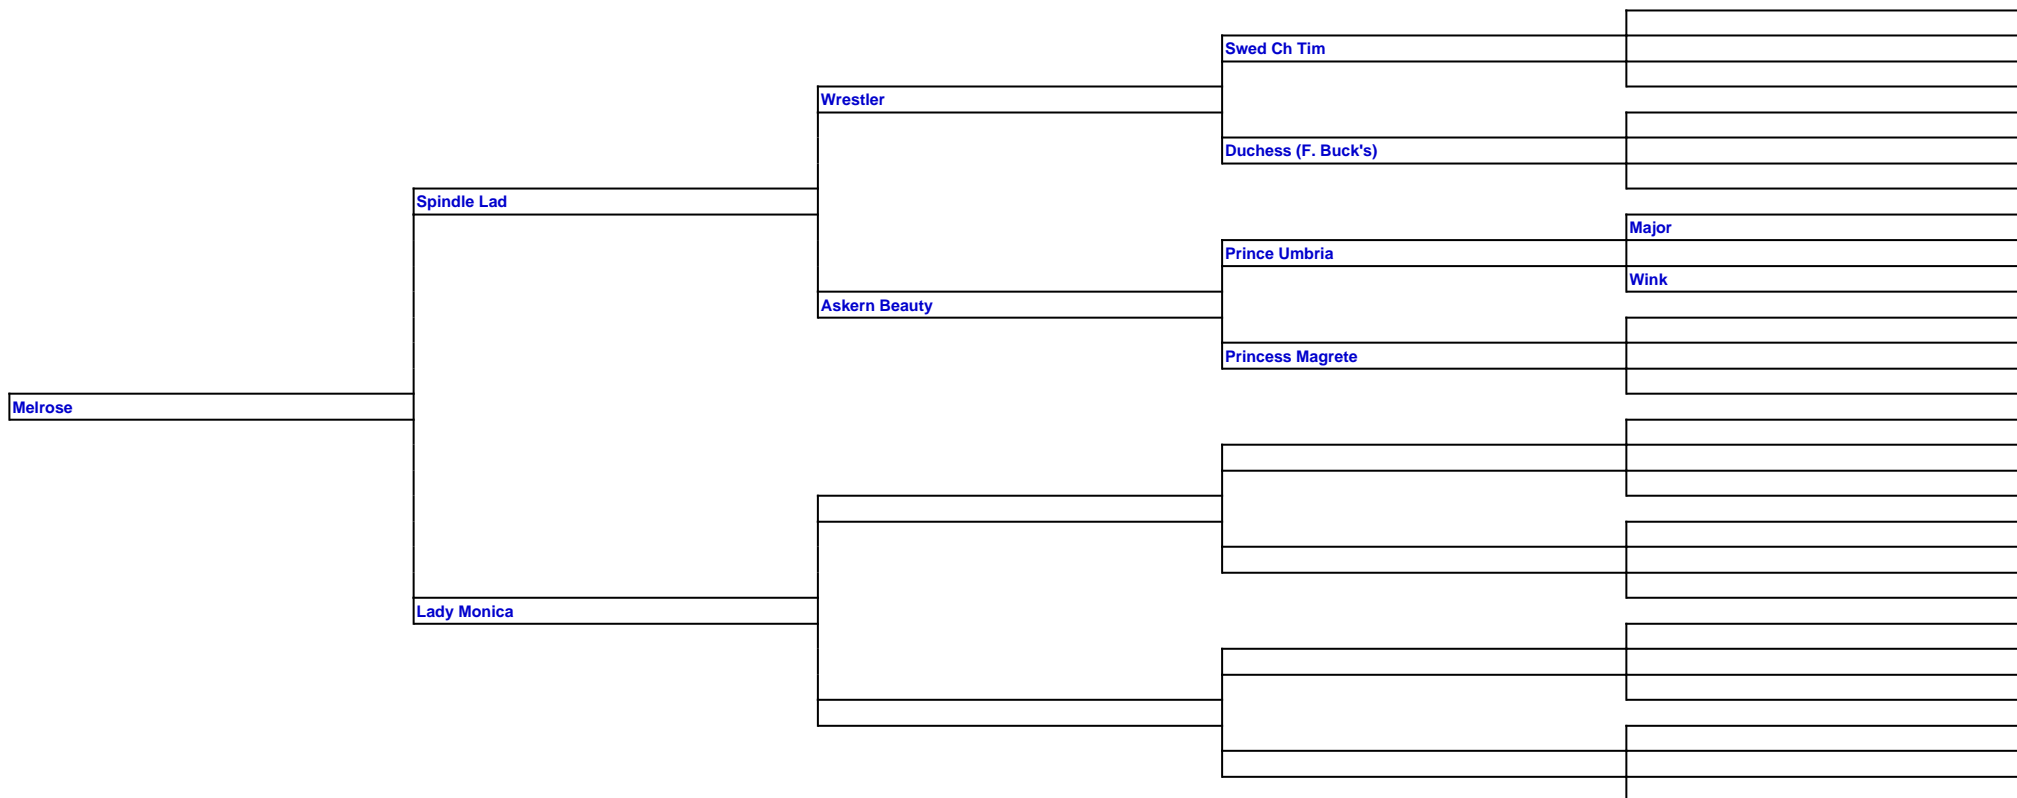 Swed Ch Tim
Wrestler
Duchess (F. Buck's)
Spindle Lad
Major
Prince Umbria
Wink
Askern Beauty
Princess Magrete
Melrose
Lady Monica